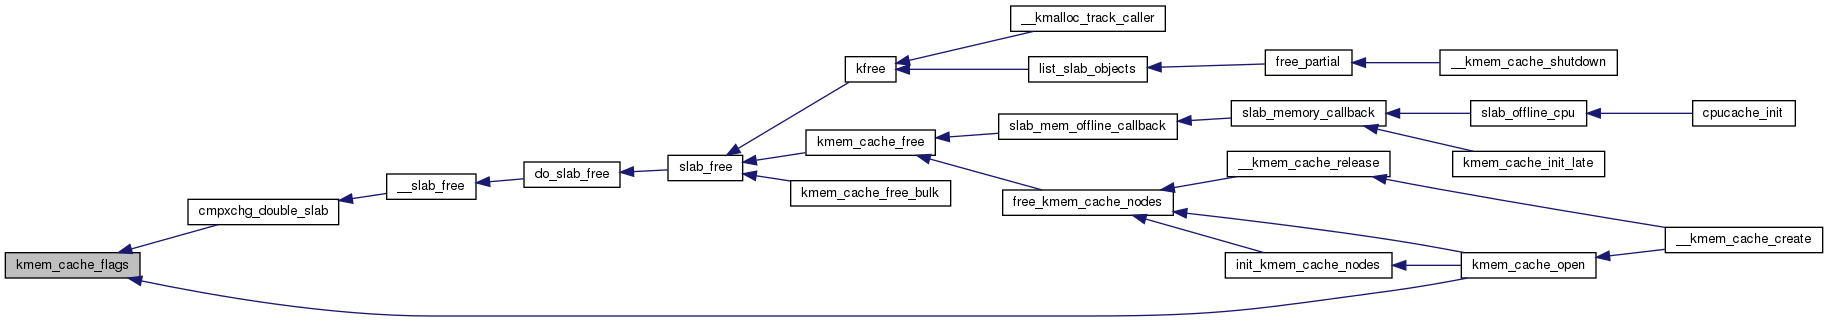 __kmalloc_track_caller
kfree
list_slab_objects
free_partial
__kmem_cache_shutdown
slab_memory_callback
slab_offline_cpu
cpucache_init
slab_mem_offline_callback
kmem_cache_free
kmem_cache_init_late
__kmem_cache_release
slab_free
do_slab_free
__slab_free
kmem_cache_free_bulk
free_kmem_cache_nodes
cmpxchg_double_slab
__kmem_cache_create
kmem_cache_flags
init_kmem_cache_nodes
kmem_cache_open